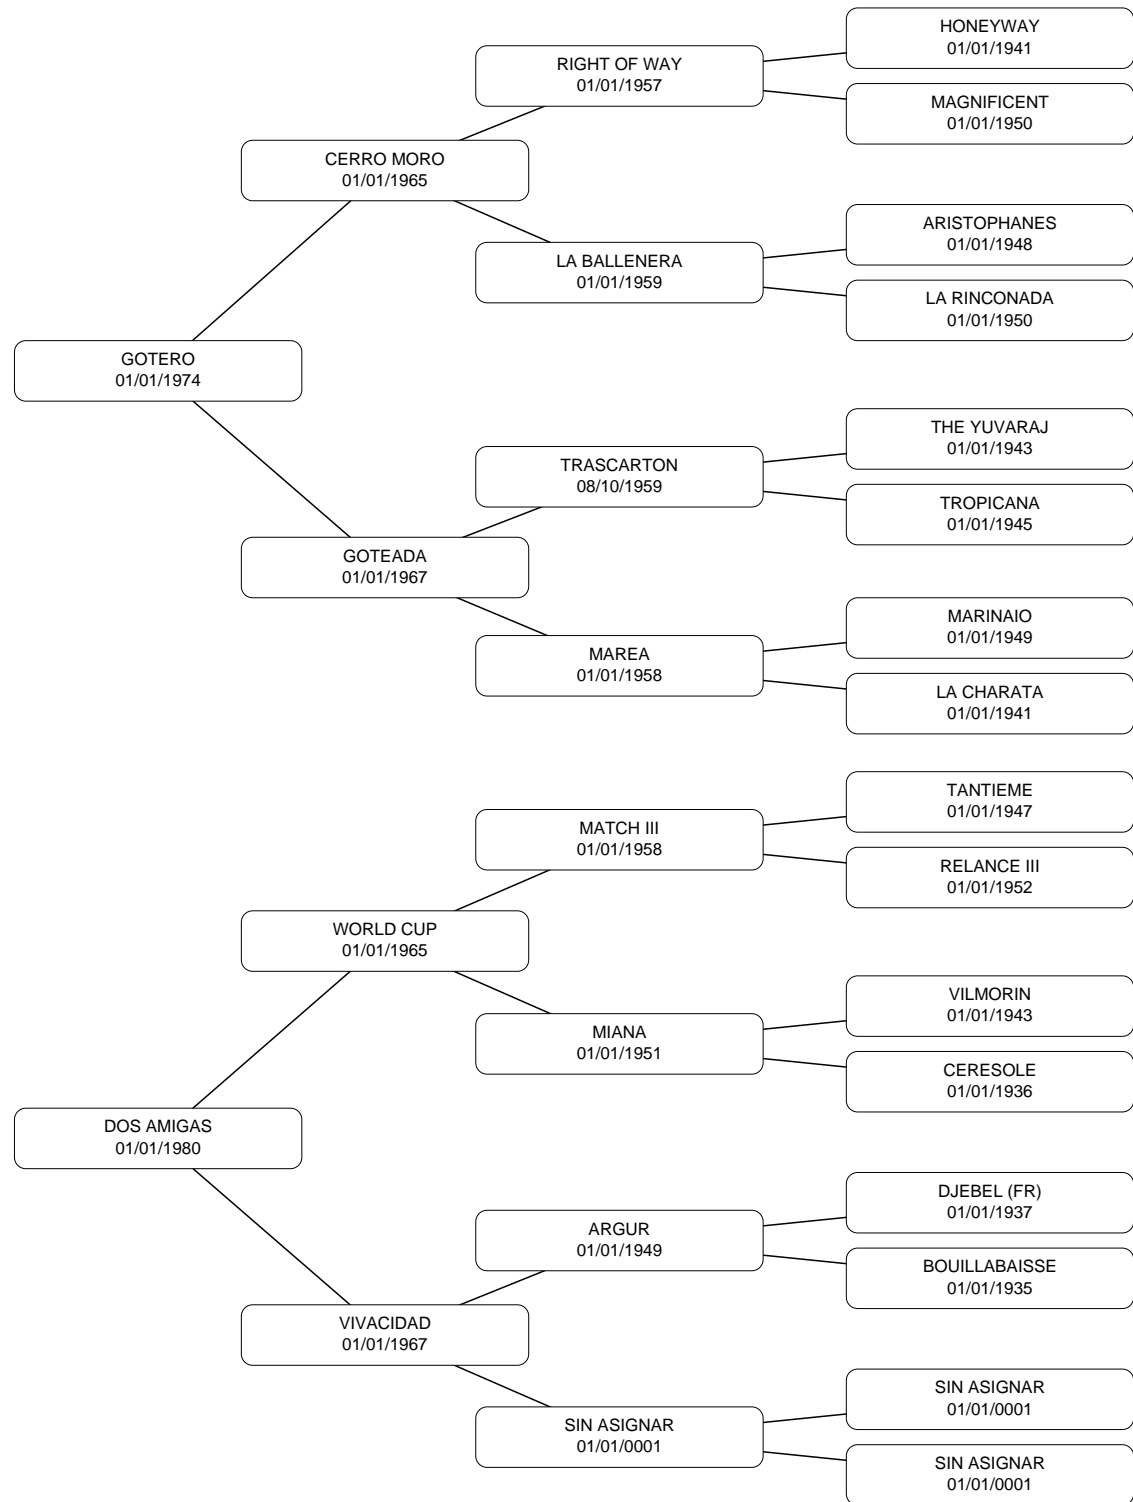 HONEYWAY
01/01/1941
RIGHT OF WAY
01/01/1957
MAGNIFICENT
01/01/1950
CERRO MORO
01/01/1965
ARISTOPHANES
01/01/1948
LA BALLENERA
01/01/1959
LA RINCONADA
01/01/1950
GOTERO
01/01/1974
THE YUVARAJ
01/01/1943
TRASCARTON
08/10/1959
TROPICANA
01/01/1945
GOTEADA
01/01/1967
MARINAIO
01/01/1949
MAREA
01/01/1958
LA CHARATA
01/01/1941
TANTIEME
01/01/1947
MATCH III
01/01/1958
RELANCE III
01/01/1952
WORLD CUP
01/01/1965
VILMORIN
01/01/1943
MIANA
01/01/1951
CERESOLE
01/01/1936
DOS AMIGAS
01/01/1980
DJEBEL (FR)
01/01/1937
ARGUR
01/01/1949
BOUILLABAISSE
01/01/1935
VIVACIDAD
01/01/1967
SIN ASIGNAR
01/01/0001
SIN ASIGNAR
01/01/0001
SIN ASIGNAR
01/01/0001